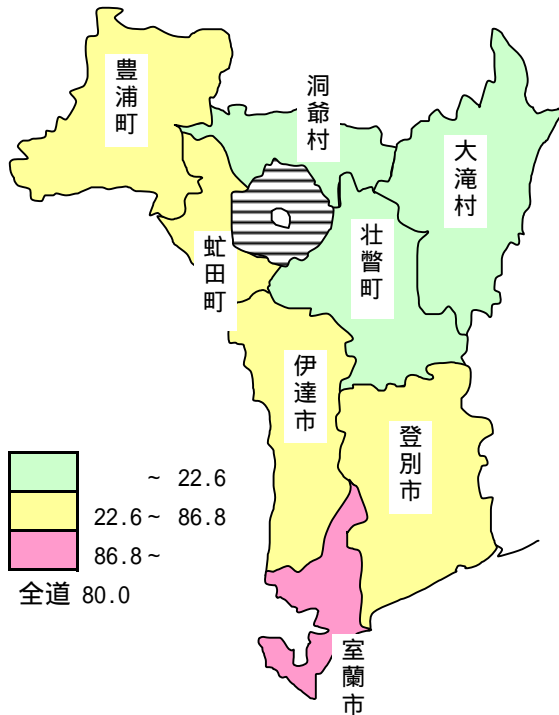 豊浦町
洞爺村
大滝村
虻田町
壮瞥町
伊達市
登別市
室蘭市
~ 22.6
22.6 ~ 86.8
86.8 ~
全道 80.0